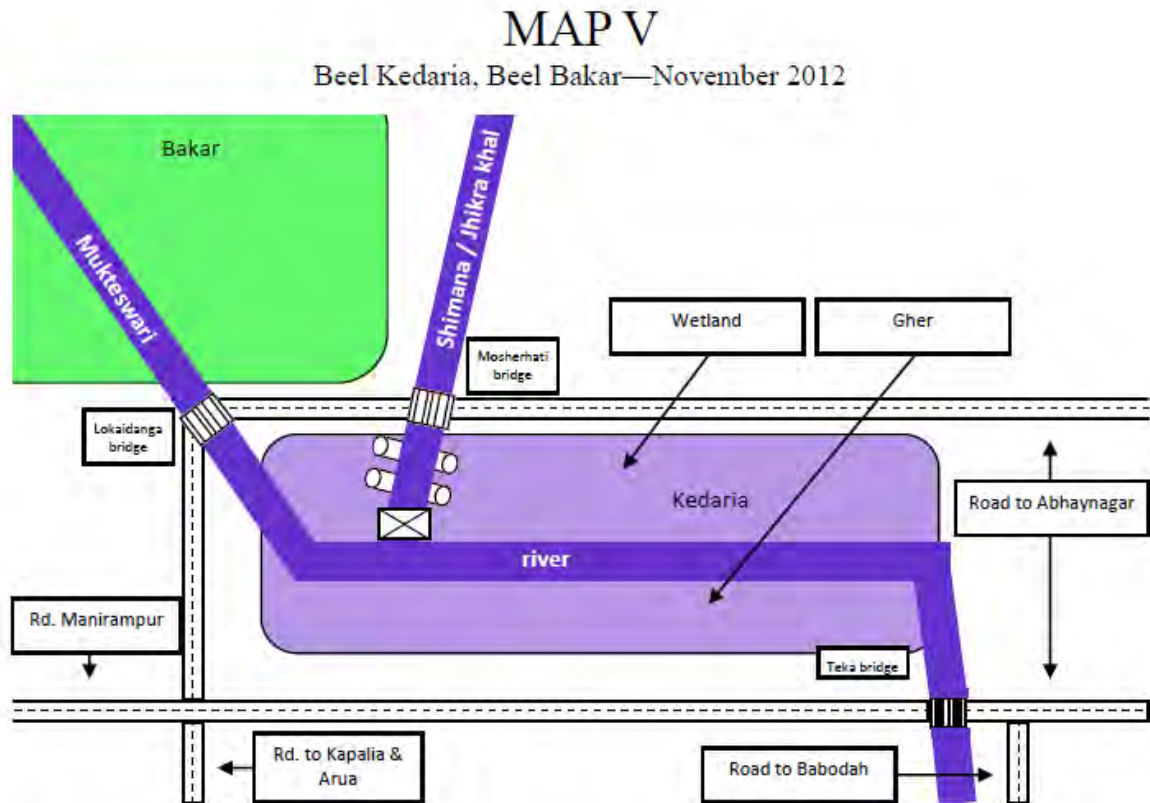 MAP V
Beel Kedaria, Beel Bakar—November 2012
Bakar
Shimana / Jhikra khal
Mukteswari
Wetland
Gher
Mosherhati
bridge
Lokaidanga
bridge
Kedaria
Road to Abhaynagar
river
Rd. Manirampur
Teka bridge
Rd. to Kapalia &
Arua
Road to Babodah